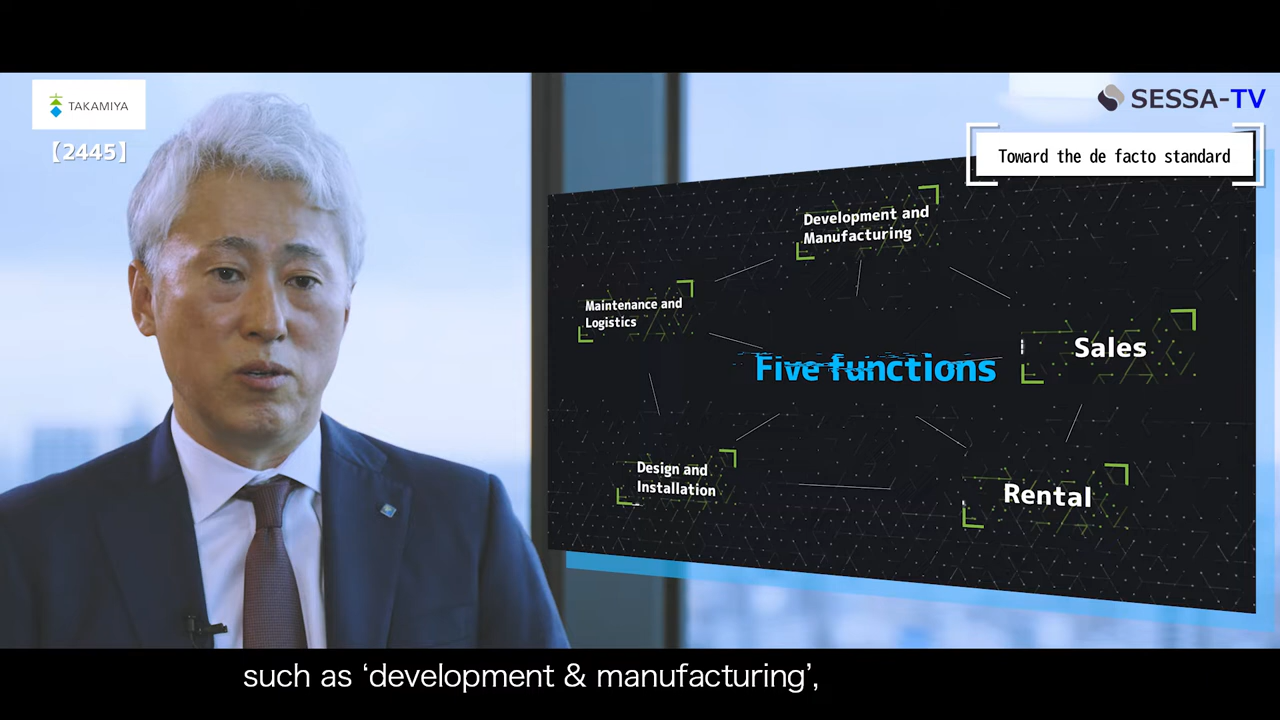 TAKAMIYA
【2445】
SESSA-TV
Toward the de facto standard
Development and
Manufacturing
Maintenance and
Logistics
Sales
Five functions
Design and
Installation
Rental
such as ‘development & manufacturing’,